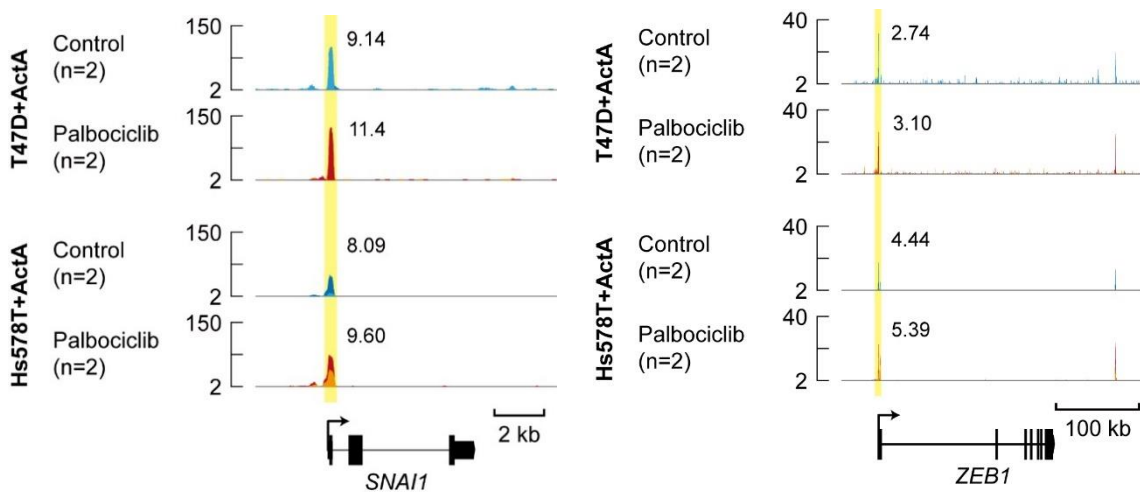 T47D+ActA
Control
(n=2)
150
2
9.14
Palbociclib
(n=2)
150
2
11.4
Hs578T+ActA
Control
(n=2)
150
2
8.09
Palbociclib
(n=2)
150
2
9.60
2 kb
SNAI1
T47D+ActA
Control
(n=2)
40
2
2.74
Palbociclib
(n=2)
40
2
3.10
Hs578T+ActA
Control
(n=2)
40
2
4.44
Palbociclib
(n=2)
40
2
5.39
100 kb
ZEB1